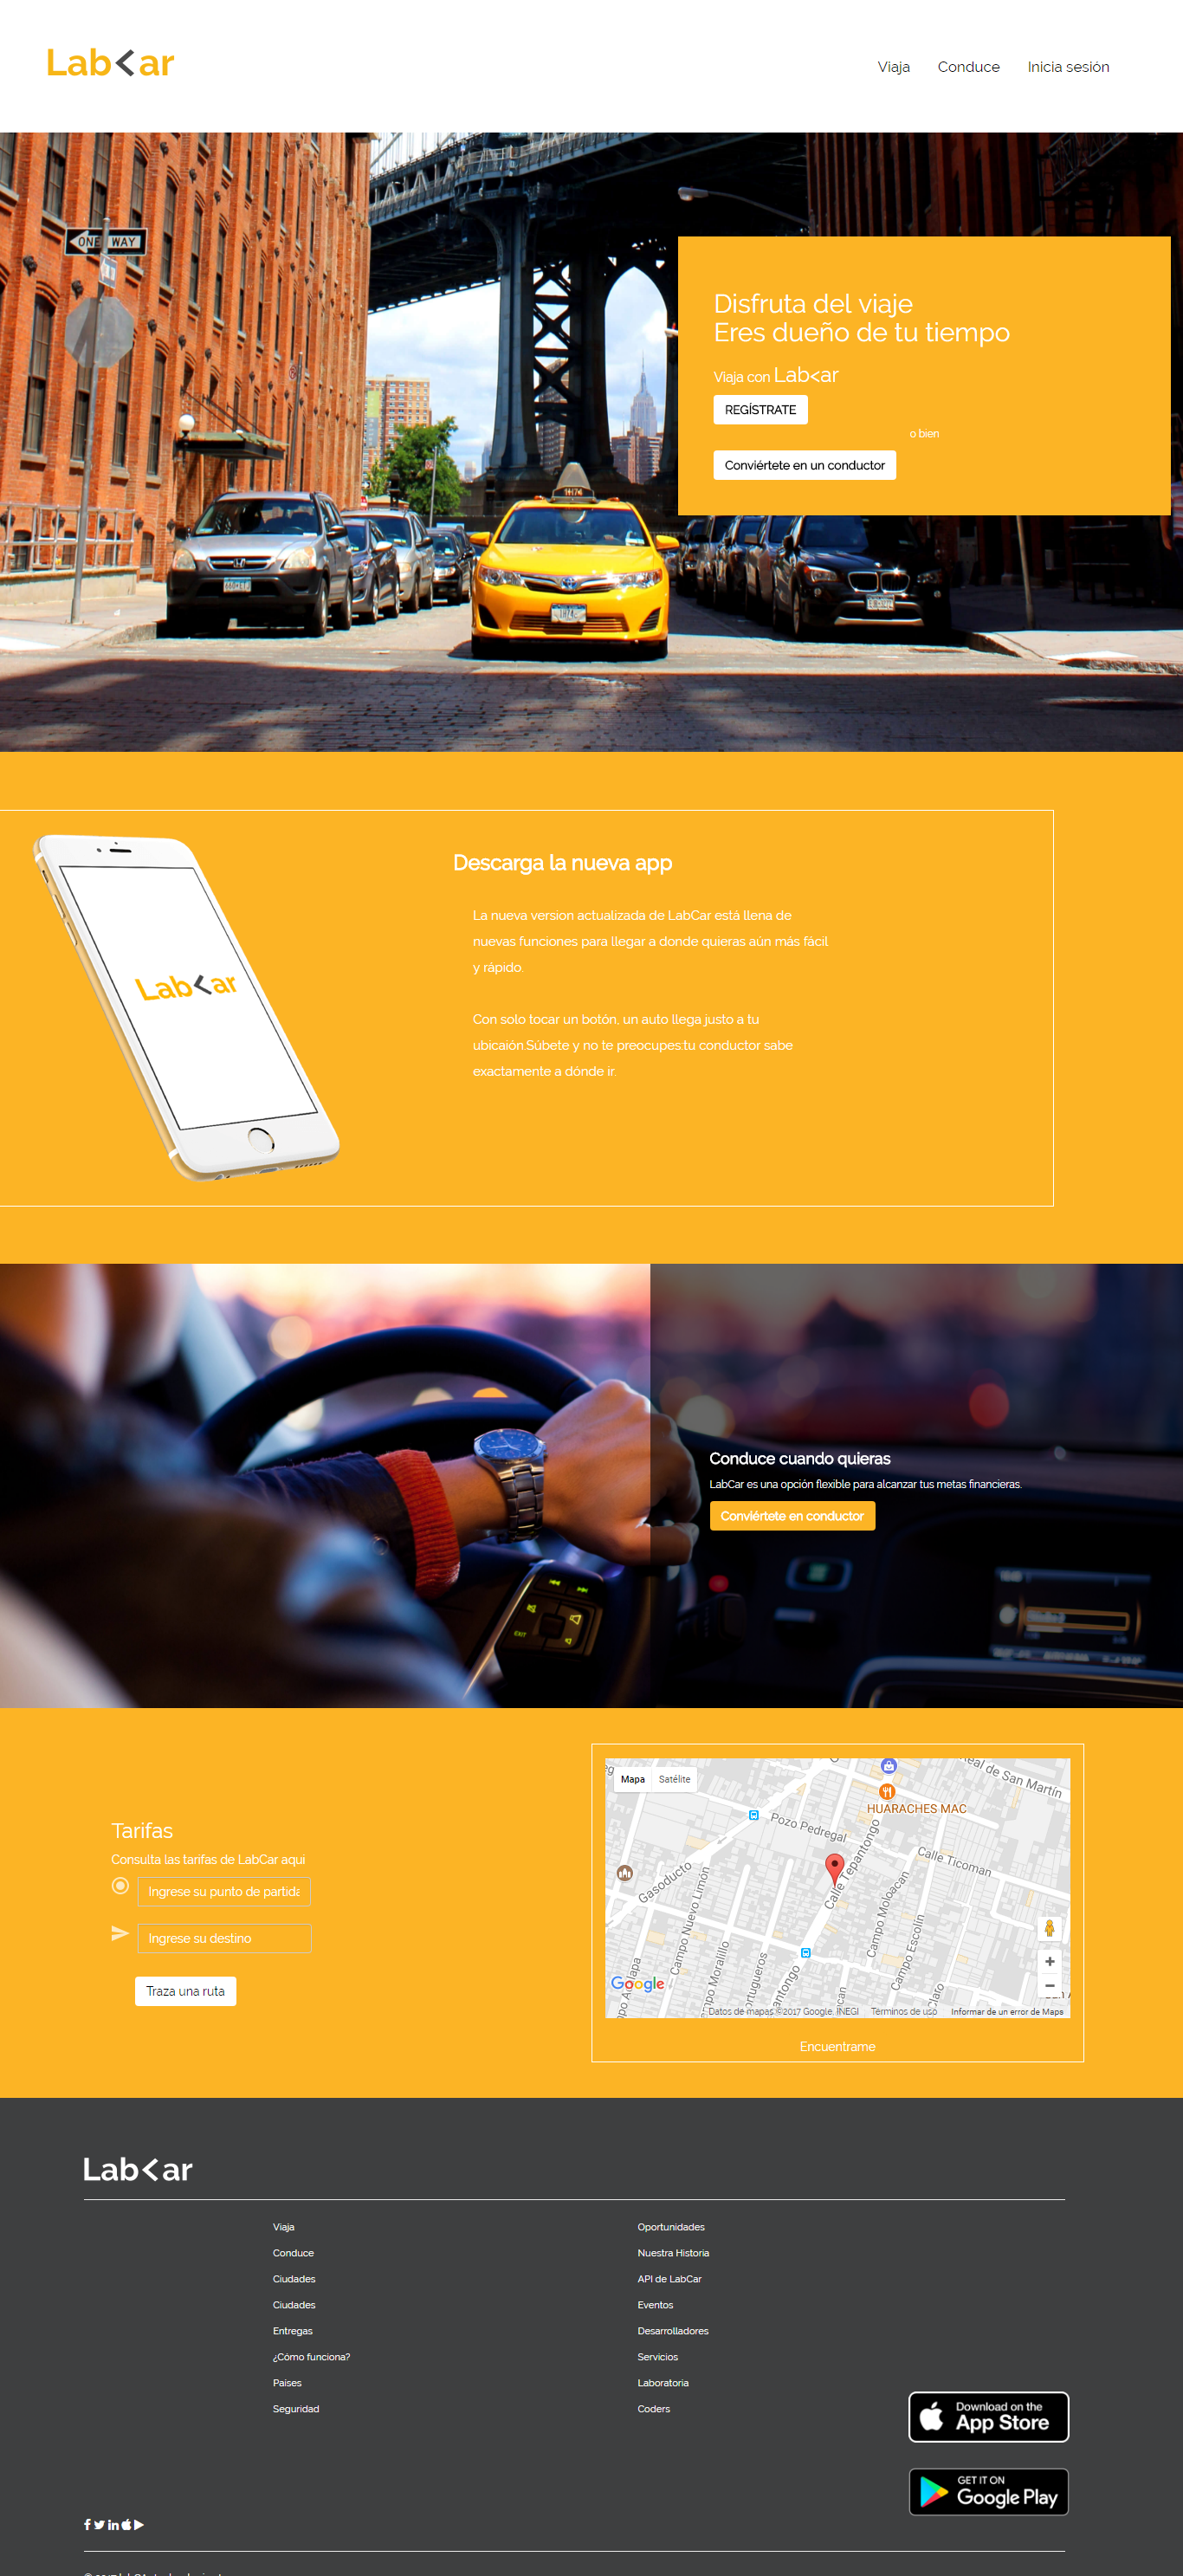 Lab<ar
Viaja
Conduce
Inicia sesión
ONE WAY
Disfruta del viaje
Eres dueño de tu tiempo
Viaja con Lab<ar
REGÍSTRATE
o bien
Conviértete en un conductor
Descarga la nueva app
La nueva version actualizada de LabCar está llena de
nuevas funciones para llegar a donde quieras aún más fácil
y rápido.
Con solo tocar un botón, un auto llega justo a tu
ubicaión.Súbete y no te preocupes:tu conductor sabe
exactamente a dónde ir.
Lab<ar
Conduce cuando quieras
LabCar es una opción flexible para alcanzar tus metas financieras.
Conviértete en conductor
EXIT
Tarifas
Consulta las tarifas de LabCar aqui
Ingrese su punto de partida
Ingrese su destino
Traza una ruta
Mapa
Satélite
Real de San Martín
HUARACHES MAC
Pozo Pedregal
Calle Ticoman
Gasoducto
Calle Tepantongo
Campo Nuevo Limón
Campo Moloacan
Campo Moralillo
Campo Escolín
Google
Datos de mapas ©2017 Google, INEGI
Términos de uso
Informar de un error de Maps
Encuentrame
Lab<ar
Viaja
Conduce
Ciudades
Ciudades
Entregas
¿Cómo funciona?
Países
Seguridad
Oportunidades
Nuestra Historia
API de LabCar
Eventos
Desarrolladores
Servicios
Laboratoria
Coders
Download on the
App Store
GET IT ON
Google Play